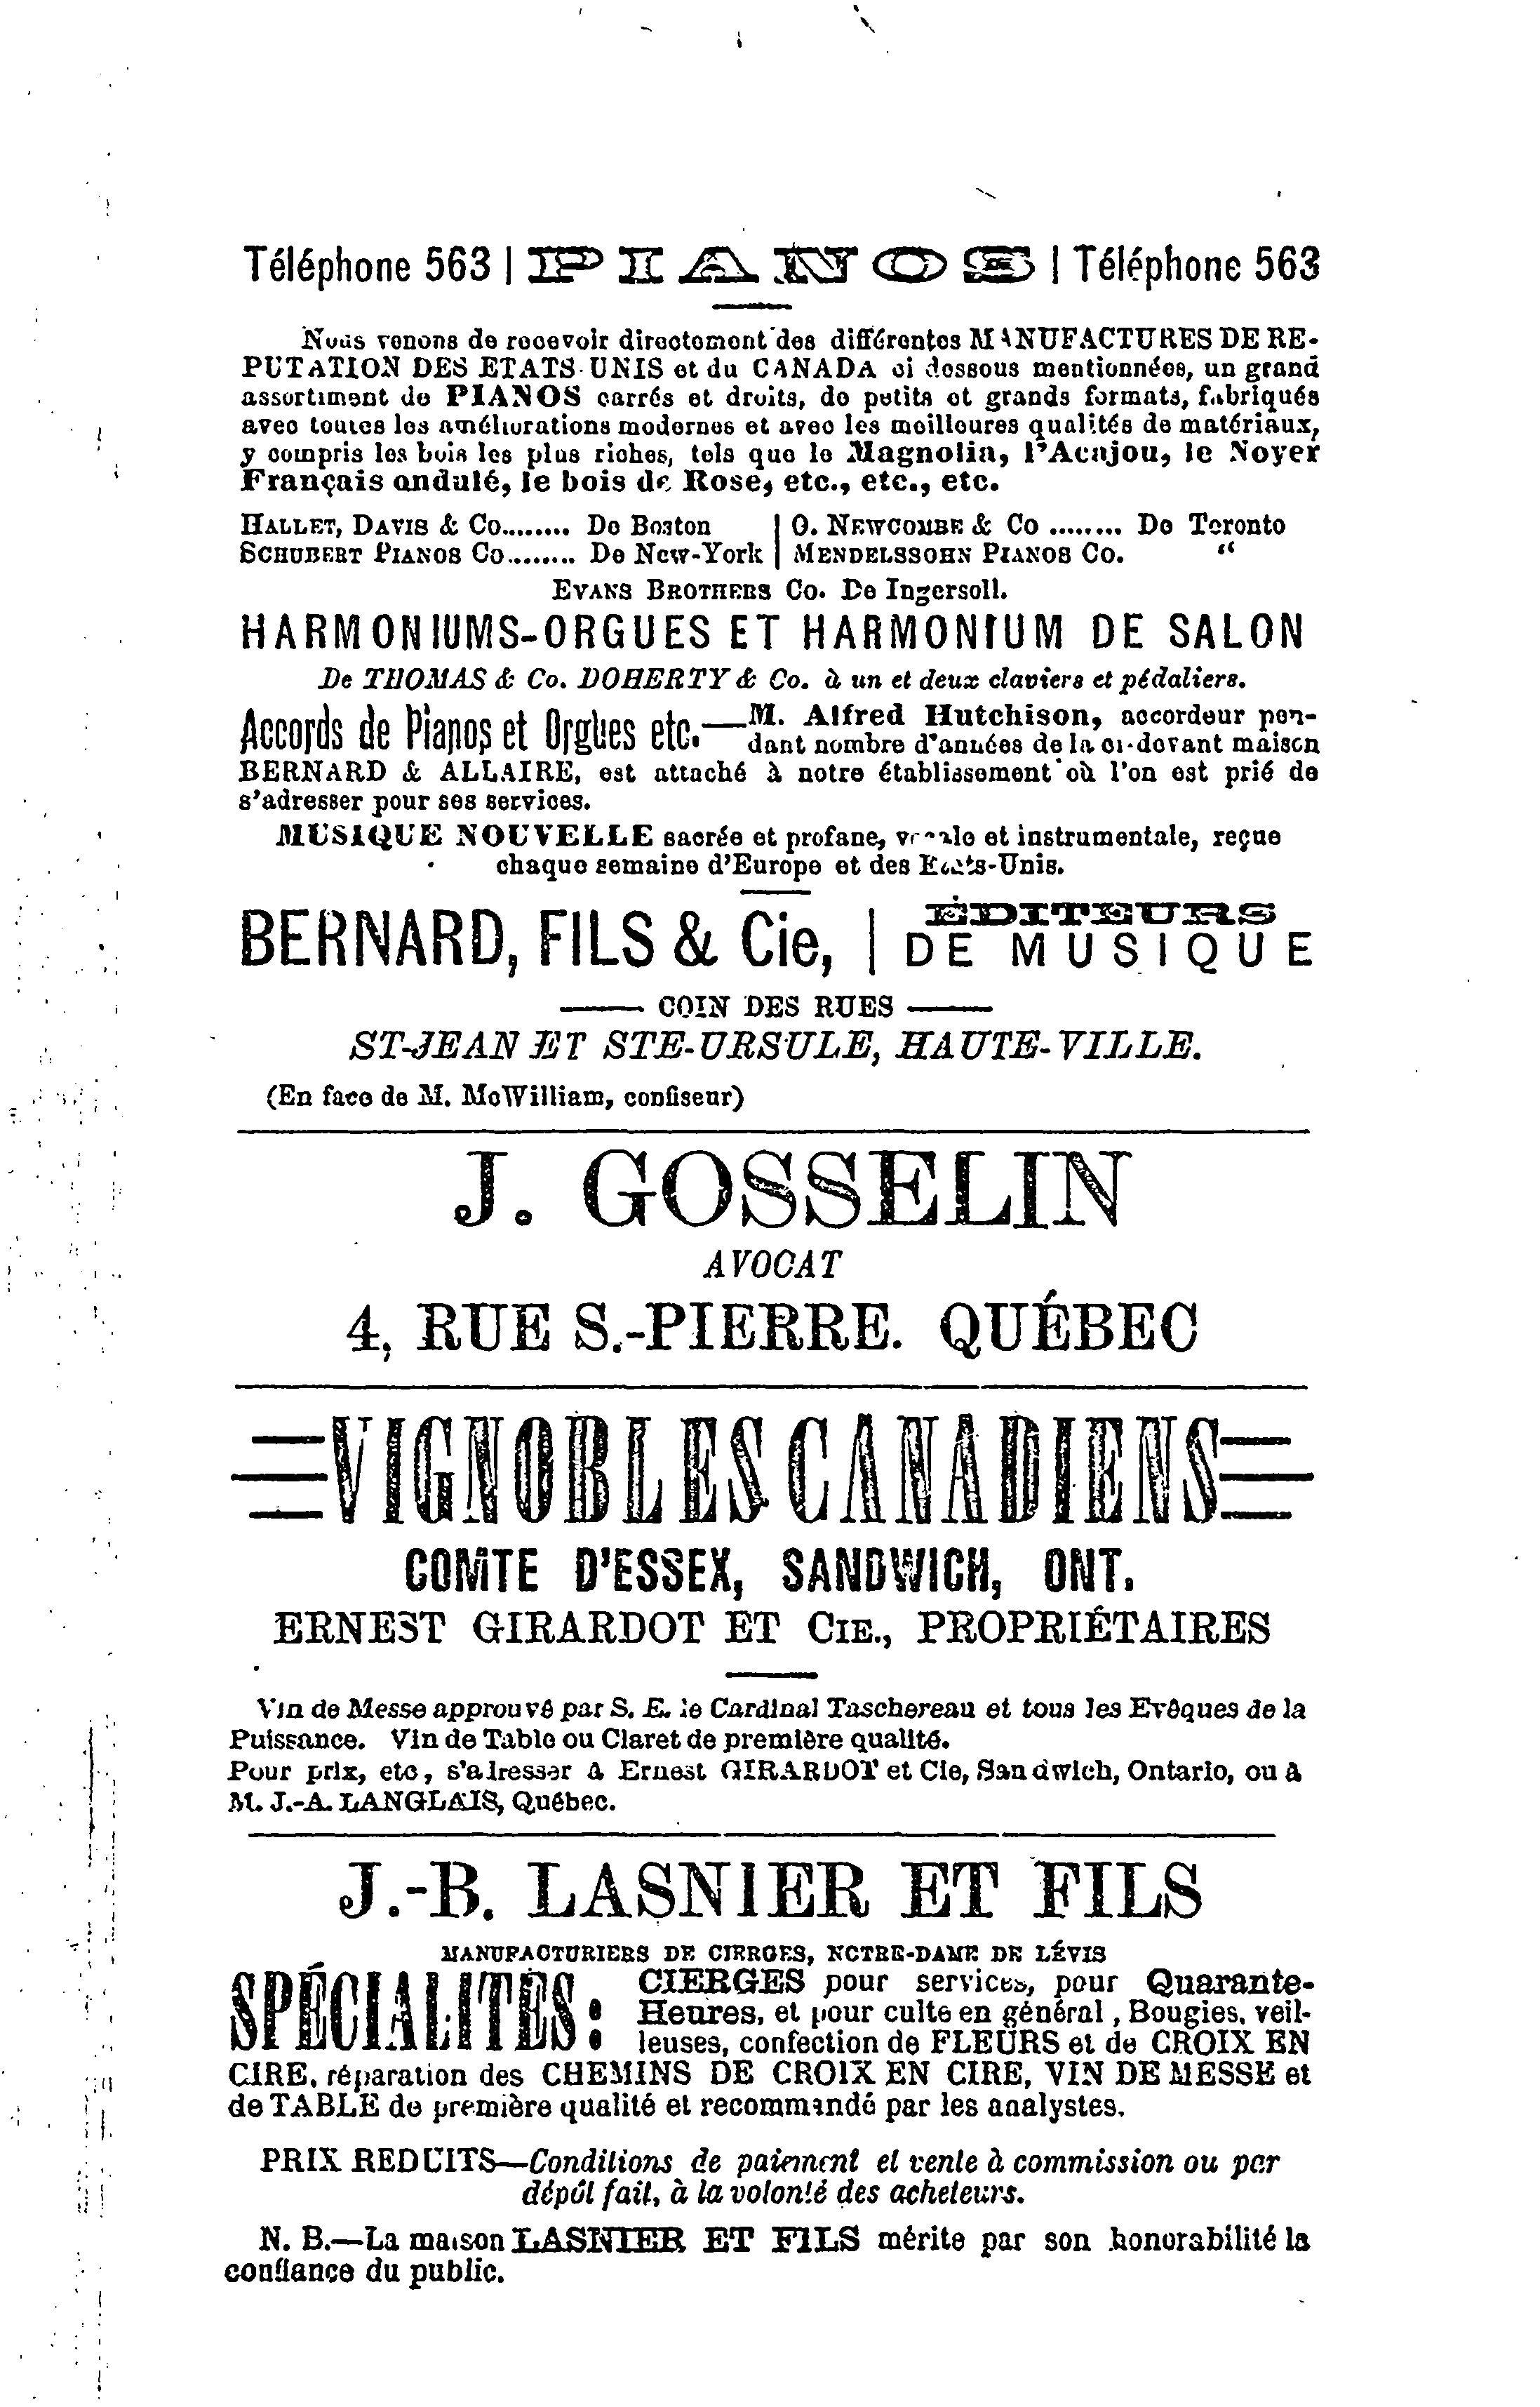 Téléphone 563 | PIANOS | Téléphone 563
Nous venons de recevoir directement des différentes MANUFACTURES DE RE-
PUTATION DES ETATS-UNIS et du CANADA ci dessous mentionnées, un grand
assortiment de PIANOS carrés et droits, de petits et grands formats, fabriqués
avec toutes les améliorations modernes et avec les meilleures qualités de matériaux,
y compris les bois les plus riches, tels que le Magnolia, l'Acajou, le Noyer
Français ondulé, le bois de Rose, etc., etc., etc.
HALLET, DAVIS & Co........ De Boston | O. NEWCOMBE & Co ........ De Toronto
SCHUBERT PIANOS Co........ De New-York | MENDELSSOHN PIANOS Co. "
EVANS BROTHERS Co. De Ingersoll.
HARMONIUMS-ORGUES ET HARMONIUM DE SALON
De THOMAS & Co. DOHERTY & Co. à un et deux claviers et pédaliers.
Accords de Pianos et Orgues etc.—M. Alfred Hutchison, accordeur pen-
dant nombre d'années de la ci-devant maison
BERNARD & ALLAIRE, est attaché à notre établissement où l'on est prié de
s'adresser pour ses services.
MUSIQUE NOUVELLE sacrée et profane, vocale et instrumentale, reçue
chaque semaine d'Europe et des Etats-Unis.
BERNARD, FILS & Cie, | ÉDITEURS
DE MUSIQUE
COIN DES RUES
ST-JEAN ET STE-URSULE, HAUTE-VILLE.
(En face de M. McWilliam, confiseur)
J. GOSSELIN
AVOCAT
4, RUE S.-PIERRE. QUÉBEC
VIGNOBLES CANADIENS
COMTE D'ESSEX, SANDWICH, ONT.
ERNEST GIRARDOT ET CIE., PROPRIÉTAIRES
Vin de Messe approuvé par S. E. le Cardinal Taschereau et tous les Evêques de la
Puissance. Vin de Table ou Claret de première qualité.
Pour prix, etc, s'adresser à Ernest GIRARDOT et Cie, Sandwich, Ontario, ou à
M. J.-A. LANGLAIS, Québec.
J.-B. LASNIER ET FILS
MANUFACTURIERS DE CIERGES, NOTRE-DAME DE LÉVIS
SPÉCIALITÉS: CIERGES pour services, pour Quarante-
Heures, et pour culte en général, Bougies, veil-
leuses, confection de FLEURS et de CROIX EN
CIRE, réparation des CHEMINS DE CROIX EN CIRE, VIN DE MESSE et
de TABLE de première qualité et recommandé par les analystes.
PRIX REDUITS—Conditions de paiement et vente à commission ou par
dépôt fait, à la volonté des acheteurs.
N. B.—La maison LASNIER ET FILS mérite par son honorabilité la
confiance du public.